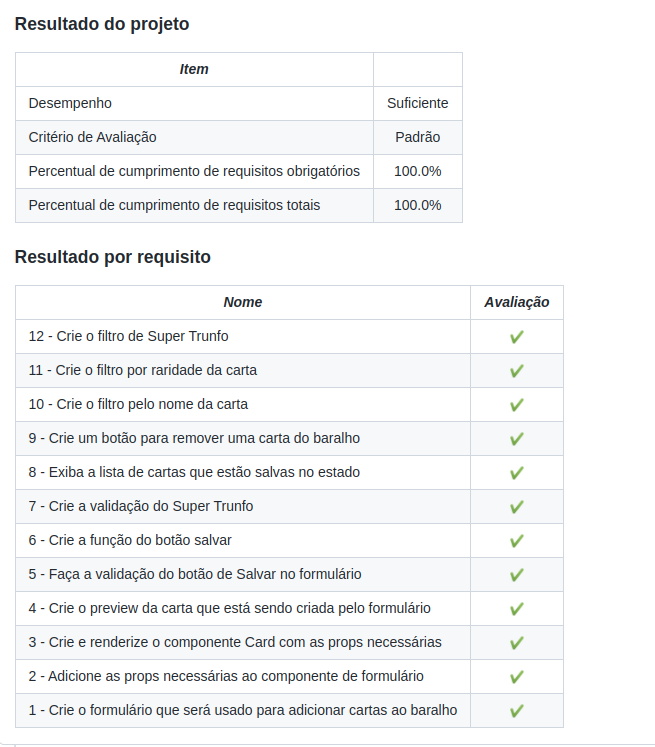 Resultado do projeto
Item
Desempenho Suficiente
Critério de Avaliação Padrão
Percentual de cumprimento de requisitos obrigatórios 100.0%
Percentual de cumprimento de requisitos totais 100.0%
Resultado por requisito
Nome Avaliação
12 - Crie o filtro de Super Trunfo ✔
11 - Crie o filtro por raridade da carta ✔
10 - Crie o filtro pelo nome da carta ✔
9 - Crie um botão para remover uma carta do baralho ✔
8 - Exiba a lista de cartas que estão salvas no estado ✔
7 - Crie a validação do Super Trunfo ✔
6 - Crie a função do botão salvar ✔
5 - Faça a validação do botão de Salvar no formulário ✔
4 - Crie o preview da carta que está sendo criada pelo formulário ✔
3 - Crie e renderize o componente Card com as props necessárias ✔
2 - Adicione as props necessárias ao componente de formulário ✔
1 - Crie o formulário que será usado para adicionar cartas ao baralho ✔